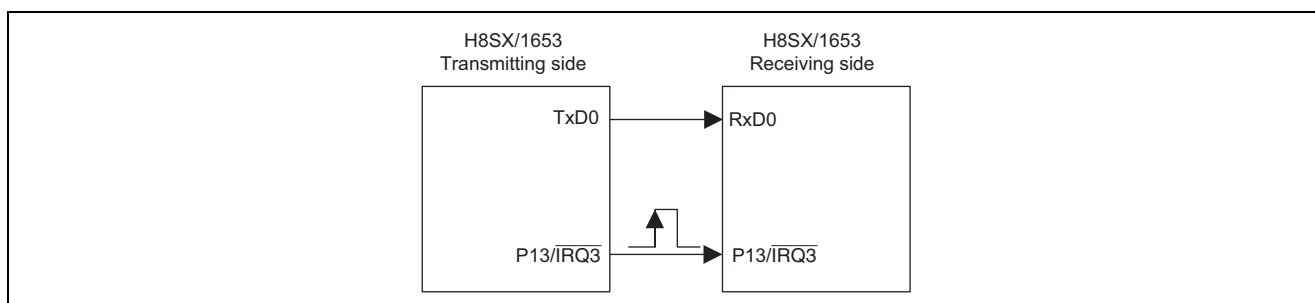 H8SX/1653
Transmitting side
H8SX/1653
Receiving side
TxD0
RxD0
P13/IRQ3
P13/IRQ3